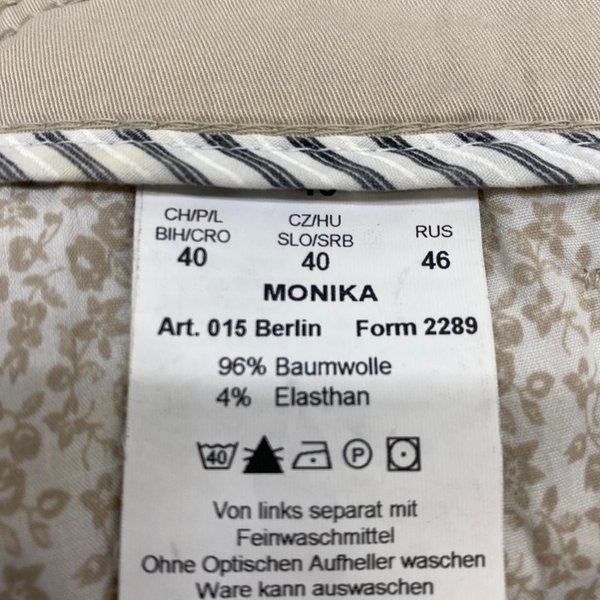 CH/P/L CZ/HU RUS
BIH/CRO SLO/SRB
40 40 46
MONIKA
Art. 015 Berlin Form 2289
96% Baumwolle
4% Elasthan
40 P
Von links separat mit
Feinwaschmittel
Ohne Optischen Aufheller waschen
Ware kann auswaschen